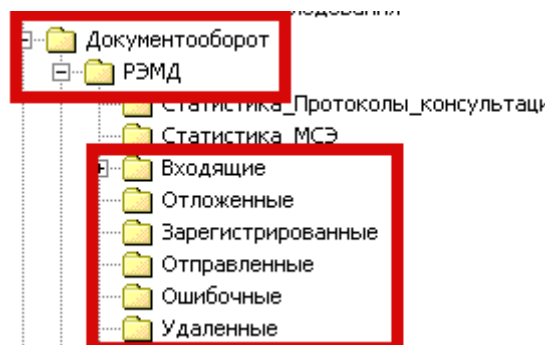 Документооборот
РЭМД
Статистика_Протоколы_консультаци
Статистика_МСЭ
Входящие
Отложенные
Зарегистрированные
Отправленные
Ошибочные
Удаленные